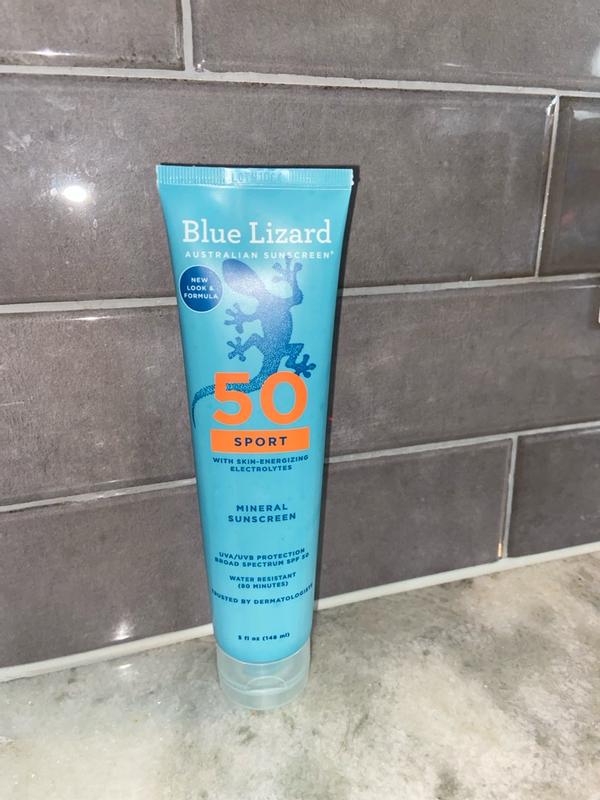 Blue Lizard
AUSTRALIAN SUNSCREEN®
NEW
LOOK &
FORMULA
50
SPORT
WITH SKIN-ENERGIZING
ELECTROLYTES
MINERAL
SUNSCREEN
UVA/UVB PROTECTION
BROAD SPECTRUM SPF 50
WATER RESISTANT
(80 MINUTES)
TRUSTED BY DERMATOLOGISTS
5 fl oz (148 ml)